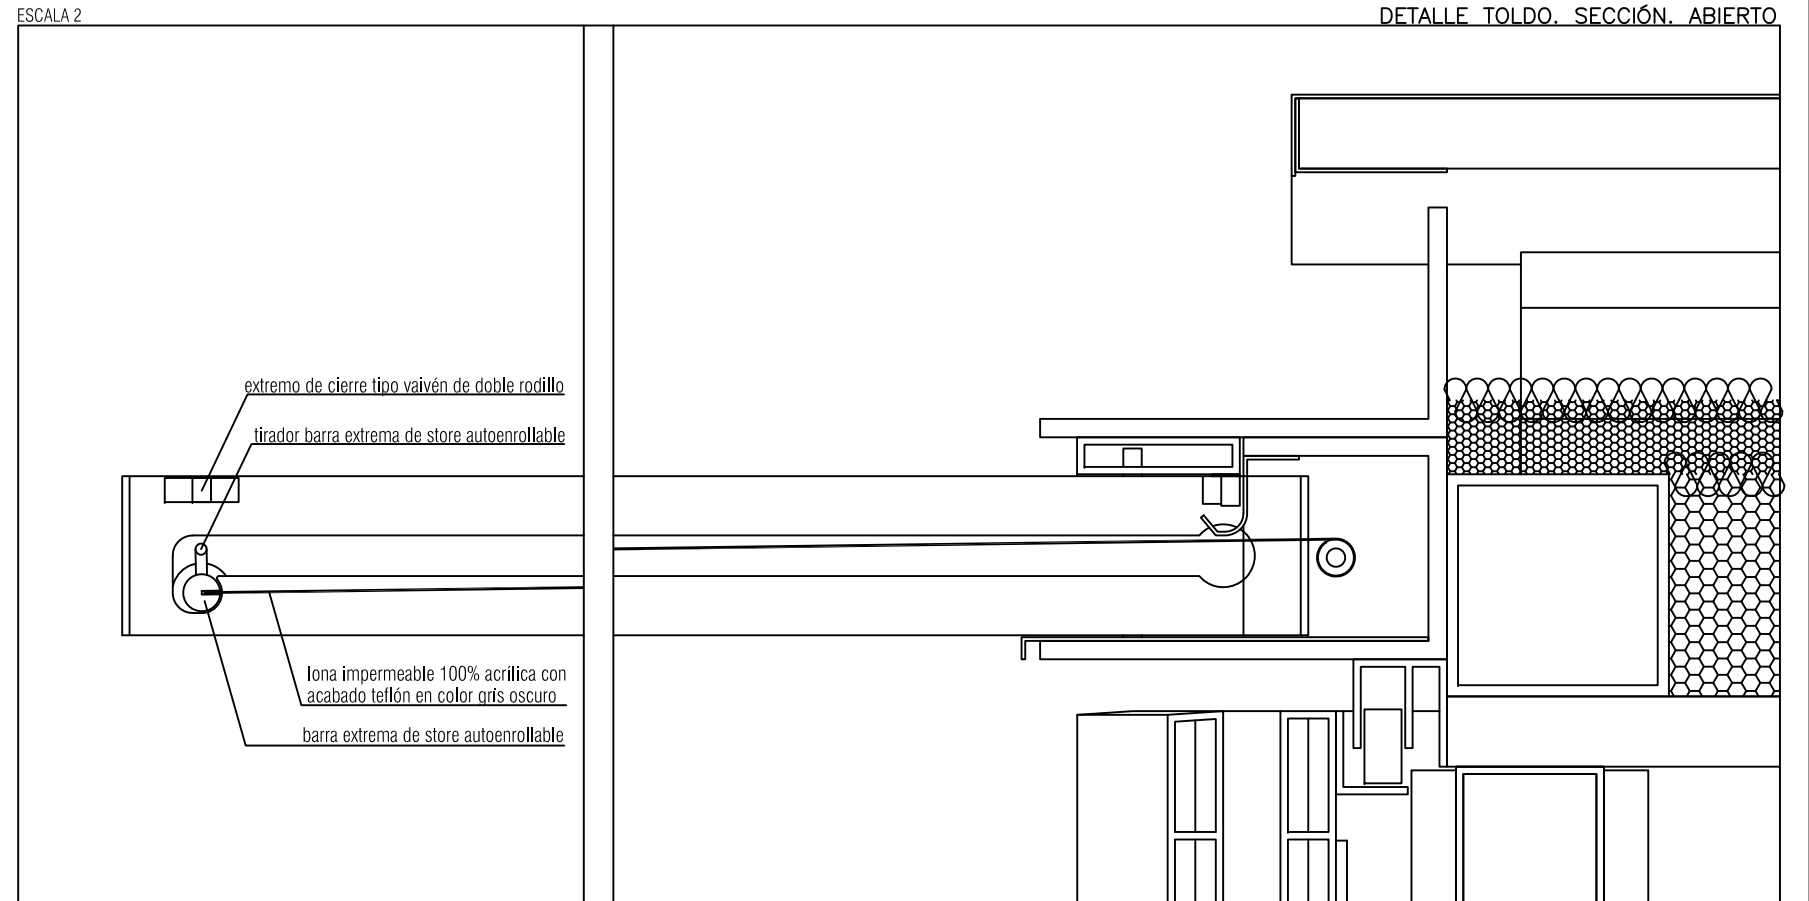 ESCALA 2
DETALLE TOLDO. SECCIÓN. ABIERTO
extremo de cierre tipo vaivén de doble rodillo
tirador barra extrema de store autoenrollable
lona impermeable 100% acrílica con
acabado teflón en color gris oscuro
barra extrema de store autoenrollable